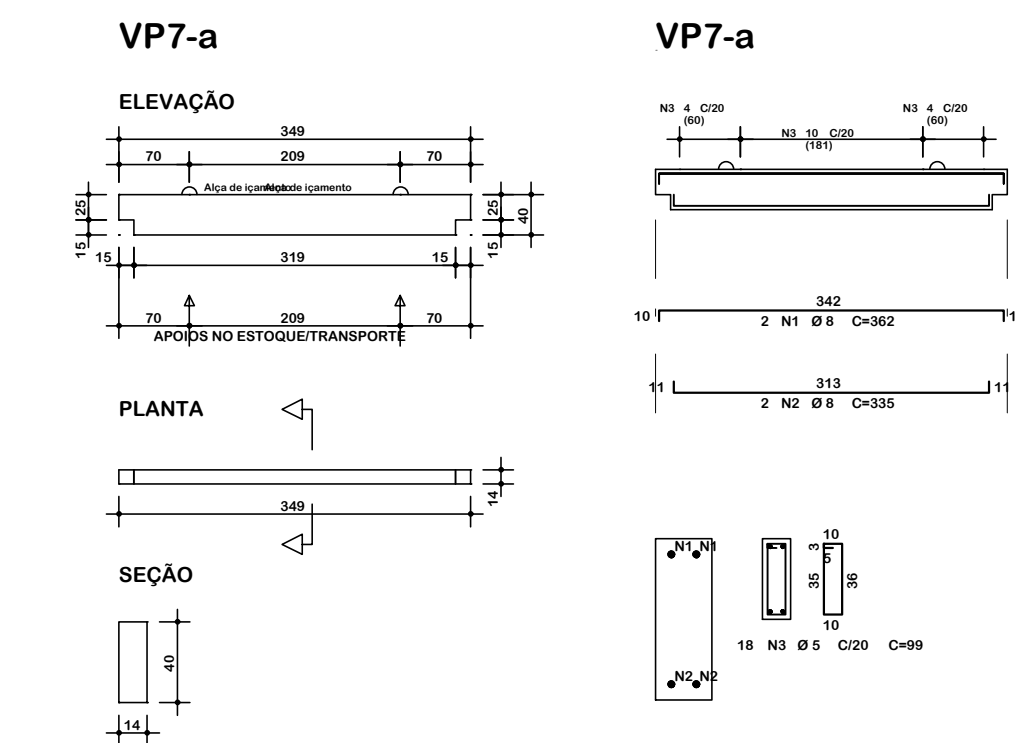 VP7-a
ELEVAÇÃO
349
70 209 70
Alça de içamento
Alça de içamento
25
15
25
15
40
15 319 15
70 209 70
APOIOS NO ESTOQUE/TRANSPORTE
PLANTA
14
349
SEÇÃO
40
14
VP7-a
N3 4 C/20
(60)
N3 10 C/20
(181)
N3 4 C/20
(60)
342
10
1
2 N1 Ø 8 C=362
313
11
11
2 N2 Ø 8 C=335
N1 N1
N2 N2
10
3
5
35
36
10
18 N3 Ø 5 C/20 C=99